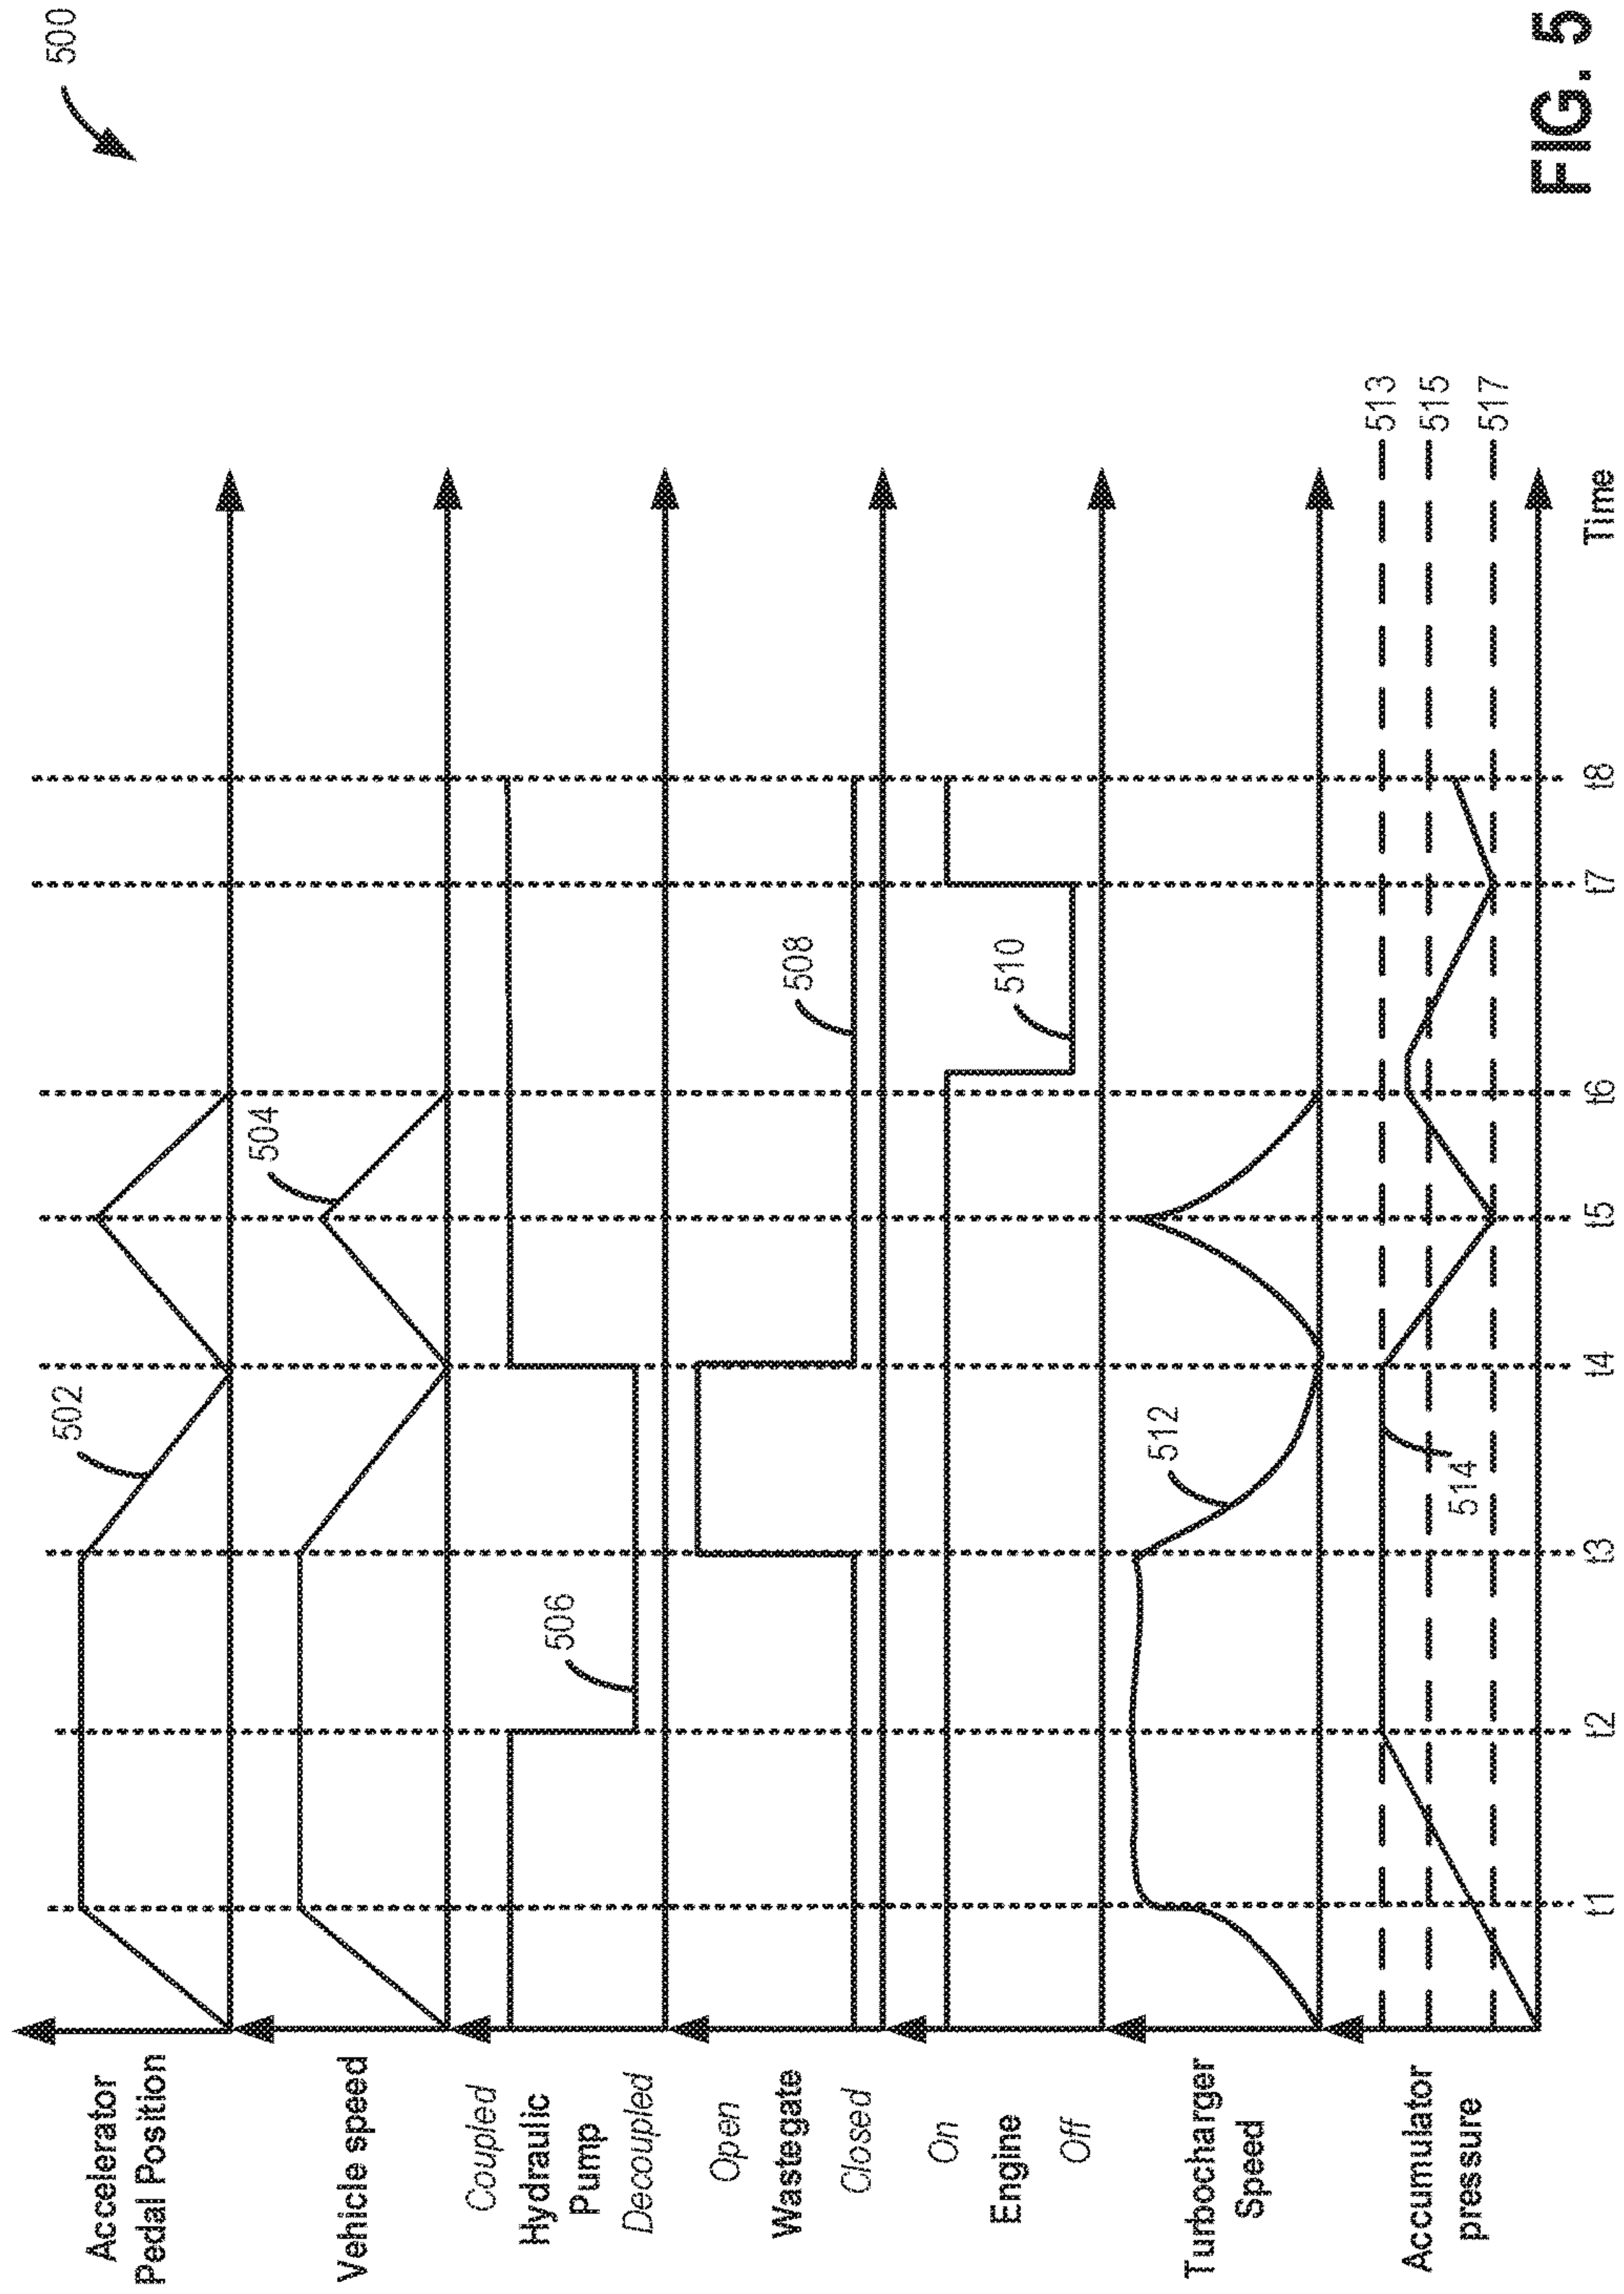 500
Accelerator
Pedal Position
502
Vehicle speed
504
Coupled
Hydraulic
Pump
Decoupled
506
Open
Wastegate
Closed
508
On
Engine
Off
510
Turbocharger
Speed
512
Accumulator
pressure
513
515
517
514
t1 t2 t3 t4 t5 t6 t7 t8 Time
FIG. 5